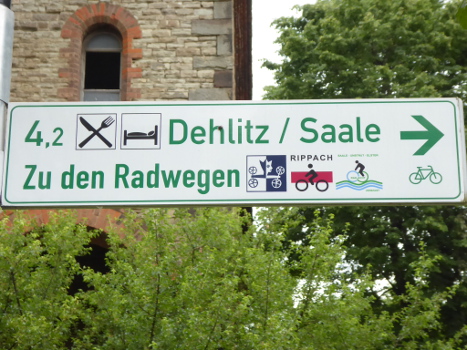 4,2 Dehlitz / Saale
Zu den Radwegen RIPPACH